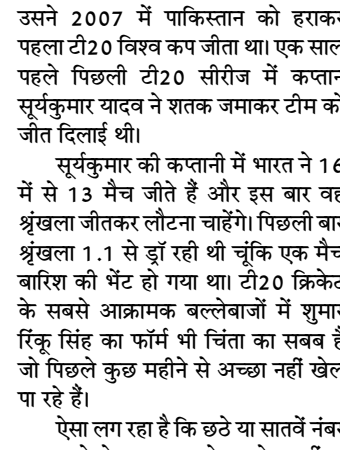 उसने 2007 में पाकिस्तान को हराकर
पहला टी20 विश्व कप जीता था। एक साल
पहले पिछली टी20 सीरीज में कप्तान
सूर्यकुमार यादव ने शतक जमाकर टीम को
जीत दिलाई थी।
सूर्यकुमार की कप्तानी में भारत ने 16
में से 13 मैच जीते हैं और इस बार वह
श्रृंखला जीतकर लौटना चाहेंगे। पिछली बार
श्रृंखला 1.1 से ड्रॉ रही थी चूंकि एक मैच
बारिश की भेंट हो गया था। टी20 क्रिकेट
के सबसे आक्रामक बल्लेबाजों में शुमार
रिंकू सिंह का फॉर्म भी चिंता का सबब है
जो पिछले कुछ महीने से अच्छा नहीं खेल
पा रहे हैं।
ऐसा लग रहा है कि छठे या सातवें नंबर